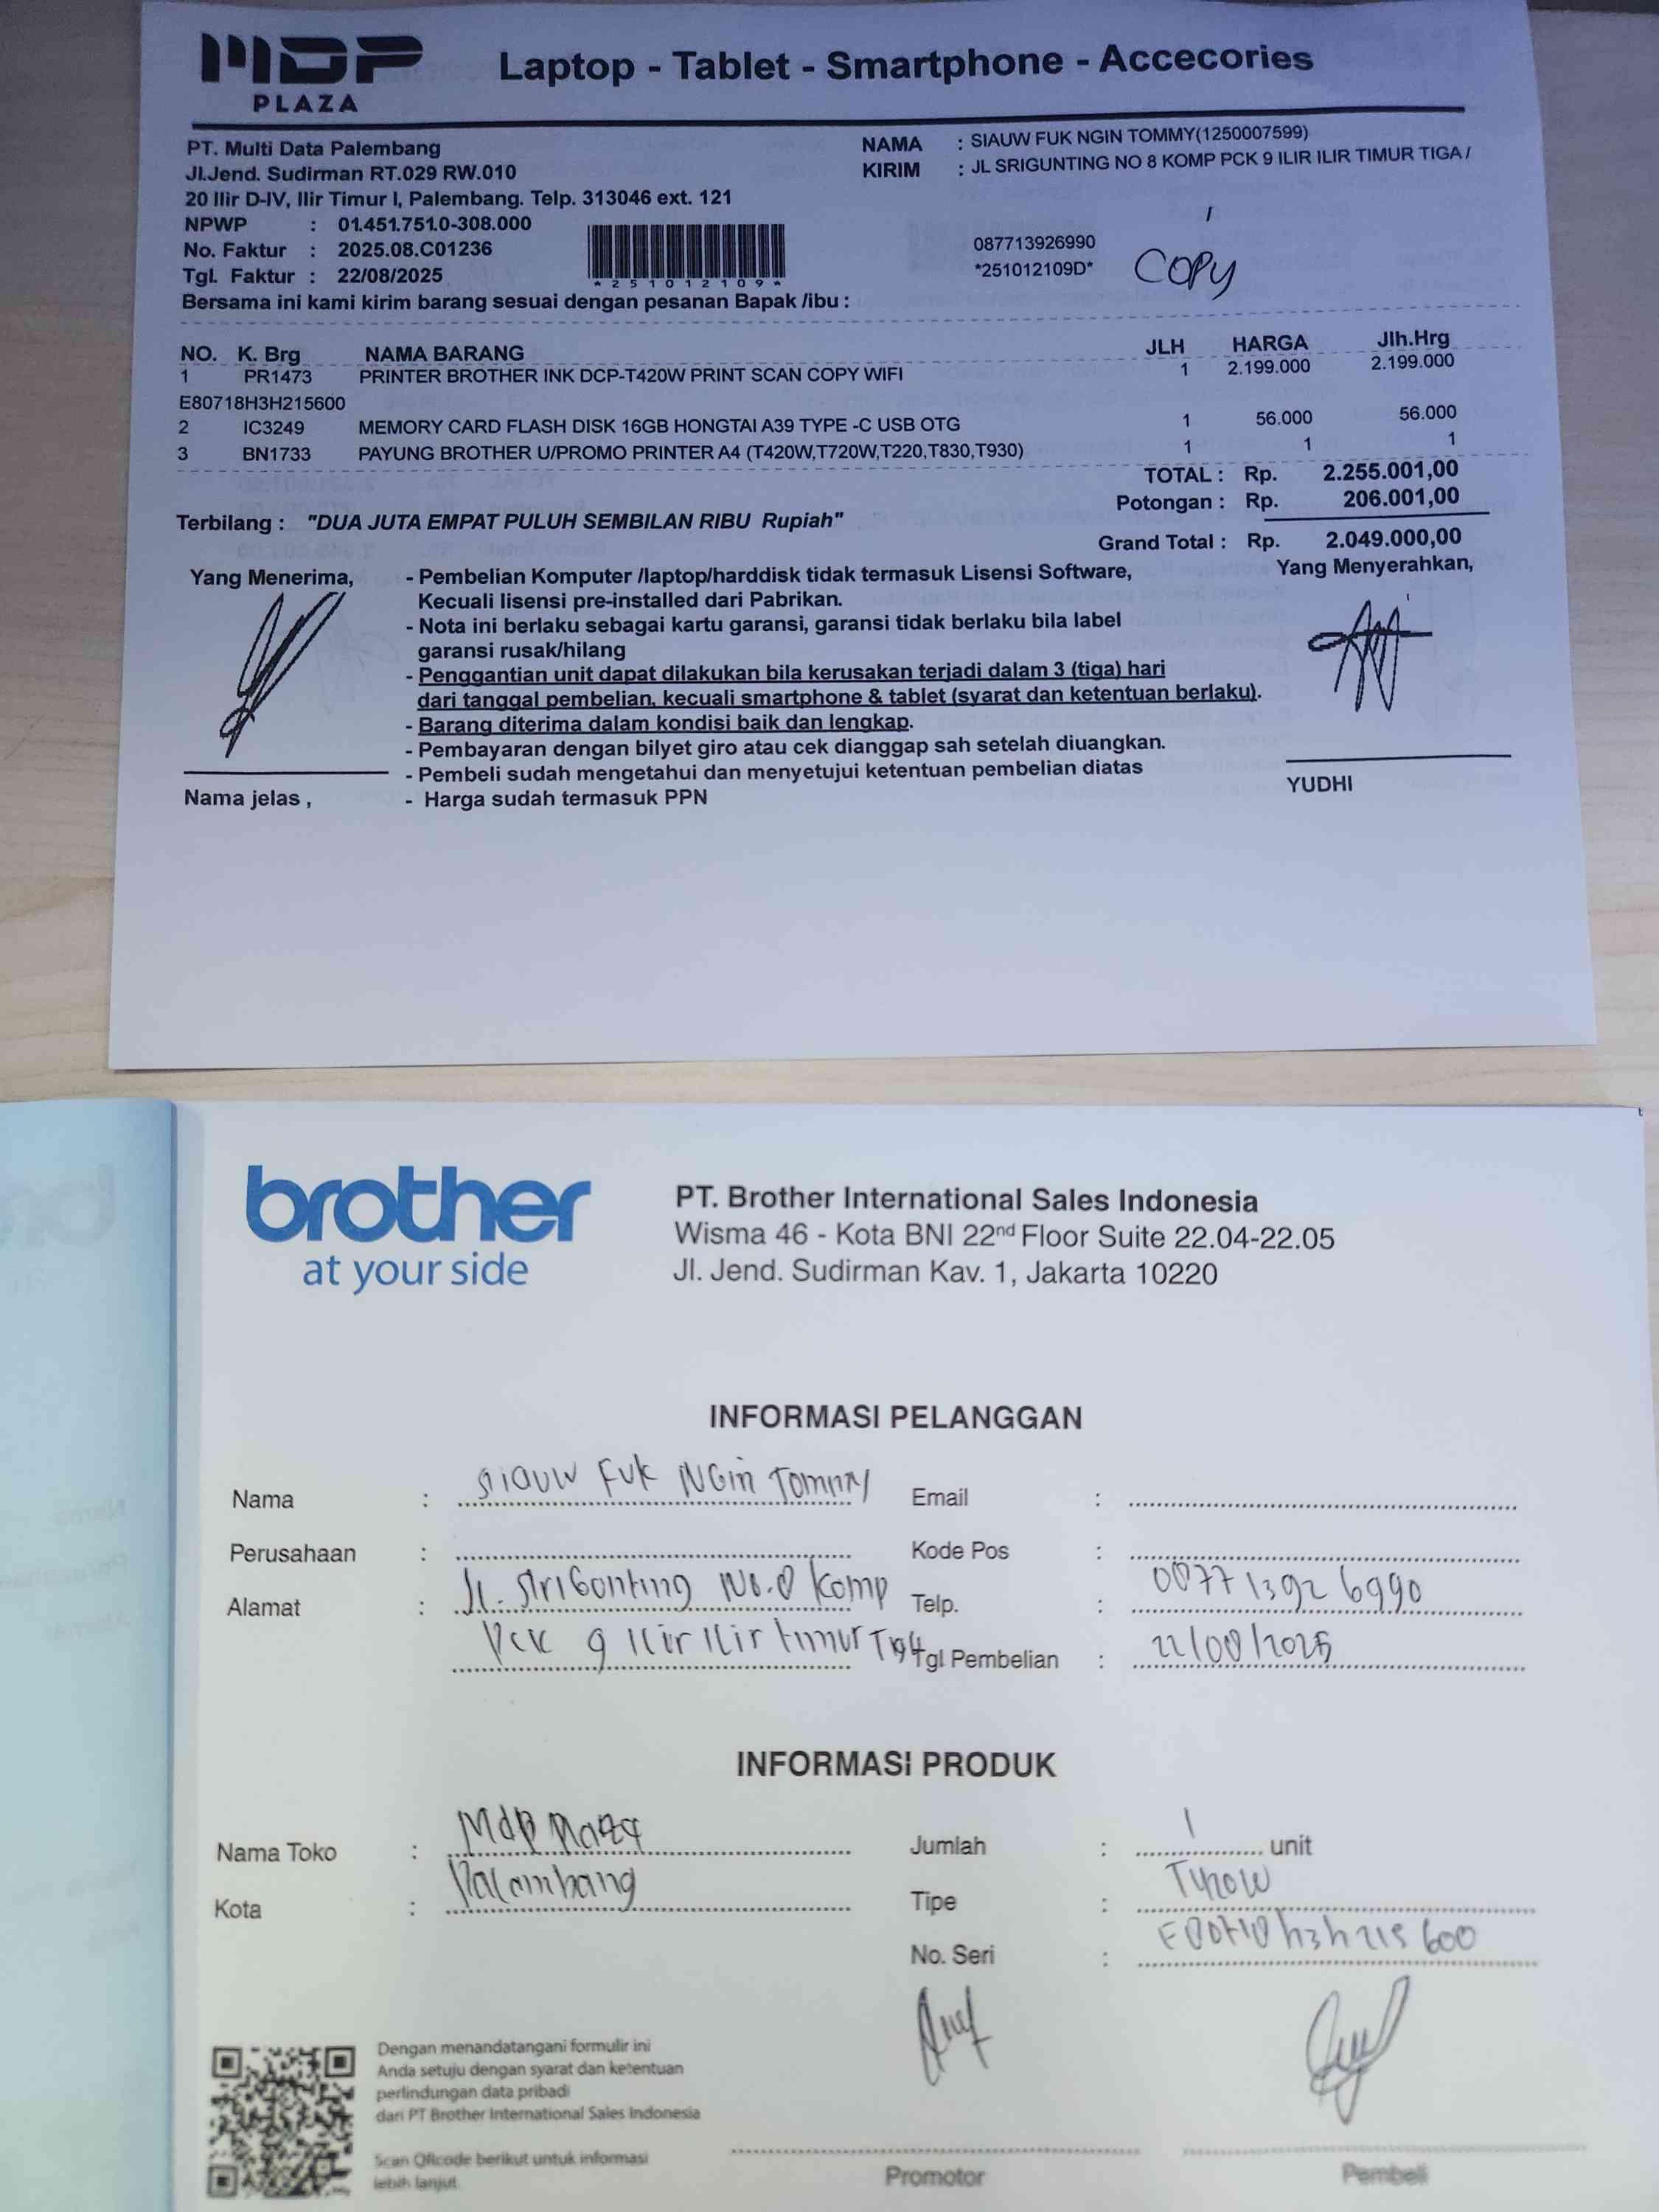 MDP
PLAZA
Laptop - Tablet - Smartphone - Accecories
PT. Multi Data Palembang
Jl.Jend. Sudirman RT.029 RW.010
20 Ilir D-IV, Ilir Timur I, Palembang. Telp. 313046 ext. 121
NPWP : 01.451.751.0-308.000
No. Faktur : 2025.08.C01236
Tgl. Faktur : 22/08/2025
NAMA : SIAUW FUK NGIN TOMMY(1250007599)
KIRIM : JL SRIGUNTING NO 8 KOMP PCK 9 ILIR ILIR TIMUR TIGA /
/
087713926990
*251012109D*
COPY
*251012109*
Bersama ini kami kirim barang sesuai dengan pesanan Bapak /ibu :
NO. K. Brg NAMA BARANG JLH HARGA Jlh.Hrg
1 PR1473 PRINTER BROTHER INK DCP-T420W PRINT SCAN COPY WIFI 1 2.199.000 2.199.000
E80718H3H215600
2 IC3249 MEMORY CARD FLASH DISK 16GB HONGTAI A39 TYPE -C USB OTG 1 56.000 56.000
3 BN1733 PAYUNG BROTHER U/PROMO PRINTER A4 (T420W,T720W,T220,T830,T930) 1 1 1
TOTAL : Rp. 2.255.001,00
Potongan : Rp. 206.001,00
Terbilang : "DUA JUTA EMPAT PULUH SEMBILAN RIBU Rupiah"
Grand Total : Rp. 2.049.000,00
Yang Menerima,
- Pembelian Komputer /laptop/harddisk tidak termasuk Lisensi Software,
Kecuali lisensi pre-installed dari Pabrikan.
- Nota ini berlaku sebagai kartu garansi, garansi tidak berlaku bila label
garansi rusak/hilang
- Penggantian unit dapat dilakukan bila kerusakan terjadi dalam 3 (tiga) hari
dari tanggal pembelian, kecuali smartphone & tablet (syarat dan ketentuan berlaku).
- Barang diterima dalam kondisi baik dan lengkap.
- Pembayaran dengan bilyet giro atau cek dianggap sah setelah diuangkan.
- Pembeli sudah mengetahui dan menyetujui ketentuan pembelian diatas
- Harga sudah termasuk PPN
Nama jelas ,
Yang Menyerahkan,
YUDHI
brother
at your side
PT. Brother International Sales Indonesia
Wisma 46 - Kota BNI 22nd Floor Suite 22.04-22.05
Jl. Jend. Sudirman Kav. 1, Jakarta 10220
INFORMASI PELANGGAN
Nama : Siauw Fuk NGin Tommy
Email :
Perusahaan :
Kode Pos :
Alamat : Jl. SriGunting No.8 Komp
Pck 9 Ilir Ilir timur Tiga
Telp. : 087713926990
Tgl Pembelian : 22/08/2025
INFORMASI PRODUK
Nama Toko : Mdp Plaza
Kota : Palembang
Jumlah : 1 unit
Tipe : T420W
No. Seri : E80718h3h215600
Dengan menandatangani formulir ini
Anda setuju dengan syarat dan ketentuan
perlindungan data pribadi
dari PT Brother International Sales Indonesia
Scan QRcode berikut untuk informasi
lebih lanjut
Promotor
Pembeli